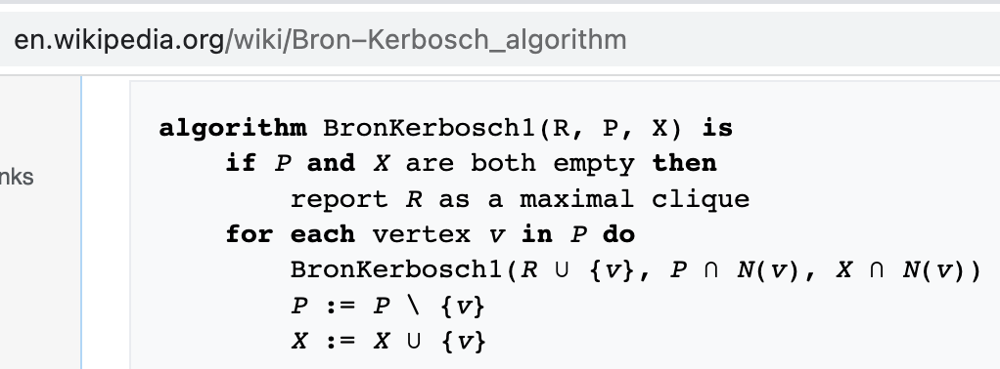 en.wikipedia.org/wiki/Bron–Kerbosch_algorithm
nks
algorithm BronKerbosch1(R, P, X) is
if P and X are both empty then
report R as a maximal clique
for each vertex v in P do
BronKerbosch1(R ∪ {v}, P ∩ N(v), X ∩ N(v))
P := P \ {v}
X := X ∪ {v}